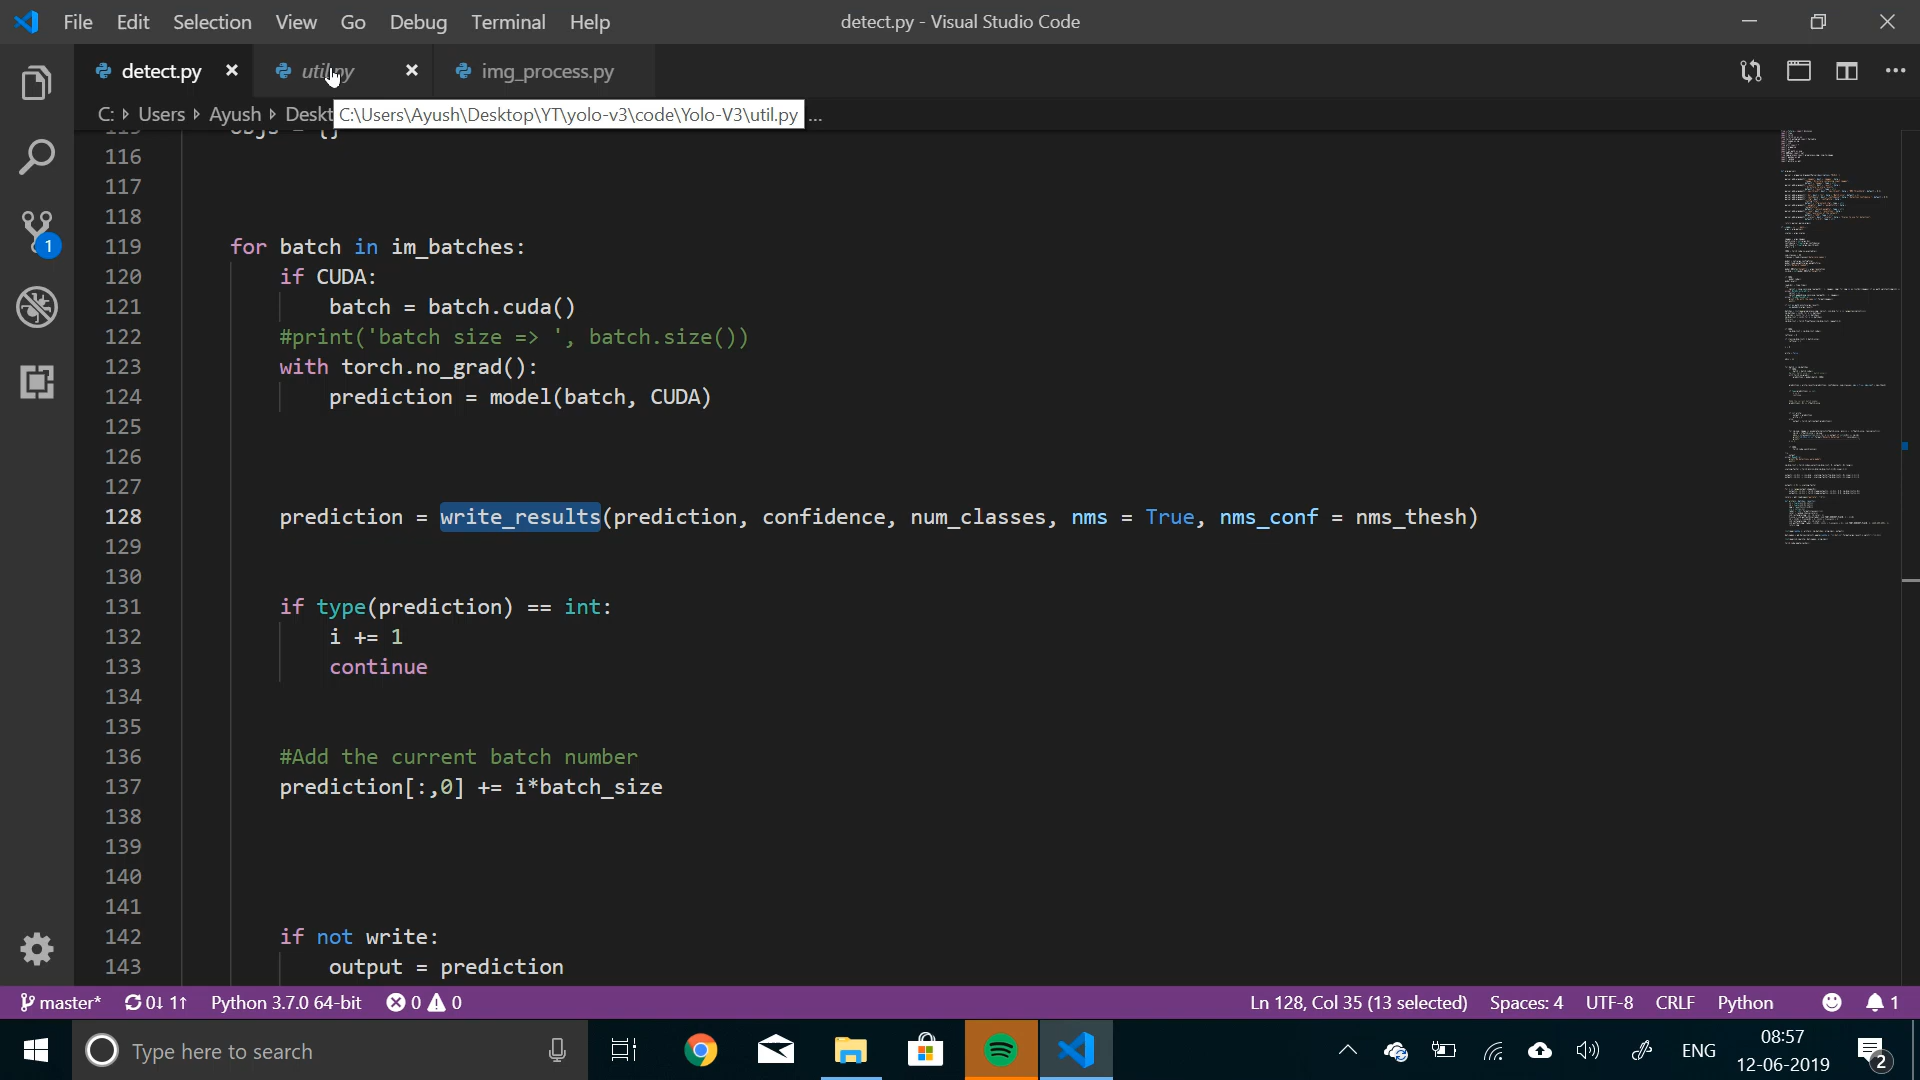 File Edit Selection View Go Debug Terminal Help
detect.py - Visual Studio Code
detect.py
util.py
img_process.py
C: Users Ayush Deskt
C:\Users\Ayush\Desktop\YT\yolo-v3\code\Yolo-V3\util.py
...
objs = {}
116
117
118
119 for batch in im_batches:
120 if CUDA:
121 batch = batch.cuda()
122 #print('batch size => ', batch.size())
123 with torch.no_grad():
124 prediction = model(batch, CUDA)
125
126
127
128 prediction = write_results(prediction, confidence, num_classes, nms = True, nms_conf = nms_thesh)
129
130
131 if type(prediction) == int:
132 i += 1
133 continue
134
135
136 #Add the current batch number
137 prediction[:,0] += i*batch_size
138
139
140
141
142 if not write:
143 output = prediction
1
master* 0↓ 1↑ Python 3.7.0 64-bit 0 0
Ln 128, Col 35 (13 selected) Spaces: 4 UTF-8 CRLF Python 1
Type here to search
ENG
08:57
12-06-2019
2